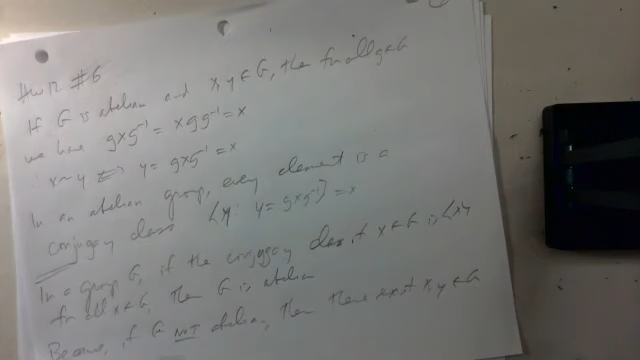 HW12 #6
If G is abelian and x, y ∈ G, then for all g ∈ G
we have gxg⁻¹ = xgg⁻¹ = x
x ~ y ⟺ y = gxg⁻¹ = x
In an abelian group, every element is a
conjugacy class {y: y = gxg⁻¹} = x
In a group G, if the conjugacy class of x ∈ G is {x}
for all x ∈ G, then G is abelian
Because, if G NOT abelian, then there exist x, y ∈ G